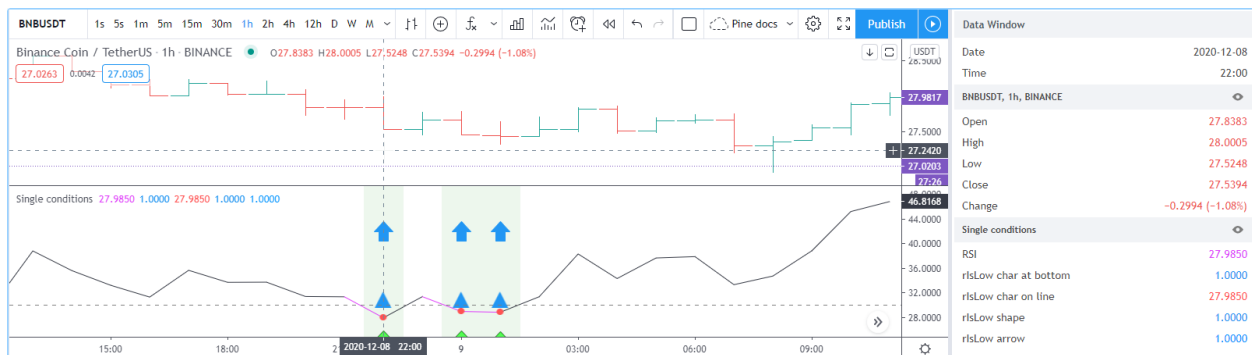 BNBUSDT 1s 5s 1m 5m 15m 30m 1h 2h 4h 12h D W M Pine docs Publish
Binance Coin / TetherUS · 1h · BINANCE O27.8383 H28.0005 L27.5248 C27.5394 −0.2994 (−1.08%)
27.0263 0.0042 27.0305
USDT
28.5000
27.9817
27.5000
27.2420
27.0203
27:26
Single conditions 27.9850 1.0000 27.9850 1.0000 1.0000
48.0000
46.8168
44.0000
40.0000
36.0000
32.0000
28.0000
15:00 18:00 2 2020-12-08 22:00 9 03:00 06:00 09:00
Data Window
Date 2020-12-08
Time 22:00
BNBUSDT, 1h, BINANCE
Open 27.8383
High 28.0005
Low 27.5248
Close 27.5394
Change −0.2994 (−1.08%)
Single conditions
RSI 27.9850
rIsLow char at bottom 1.0000
rIsLow char on line 27.9850
rIsLow shape 1.0000
rIsLow arrow 1.0000